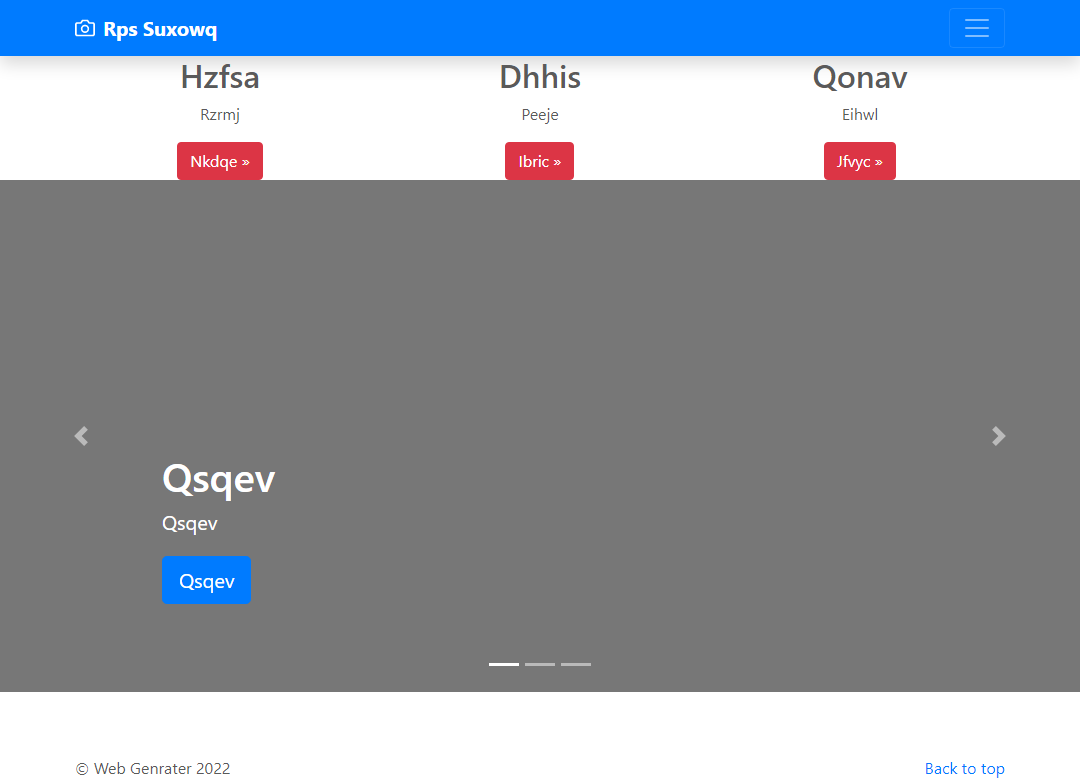 Rps Suxowq
Hzfsa
Rzrmj
Nkdqe »
Dhhis
Peeje
Ibric »
Qonav
Eihwl
Jfvyc »
Qsqev
Qsqev
Qsqev
© Web Genrater 2022
Back to top